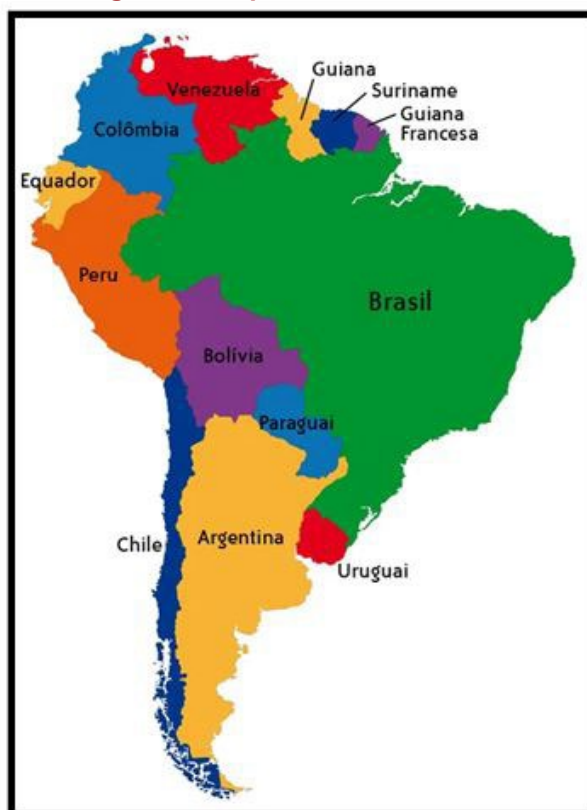 Guiana
Suriname
Venezuela
Guiana
Francesa
Colômbia
Equador
Peru
Brasil
Bolívia
Paraguai
Chile
Argentina
Uruguai